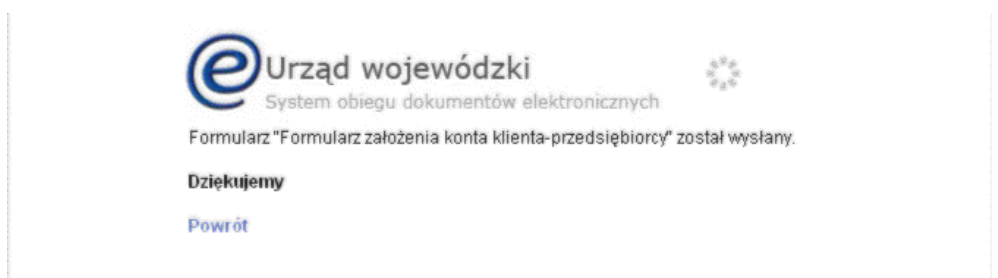 e Urząd wojewódzki
System obiegu dokumentów elektronicznych
Formularz "Formularz założenia konta klienta-przedsiębiorcy" został wysłany.
Dziękujemy
Powrót